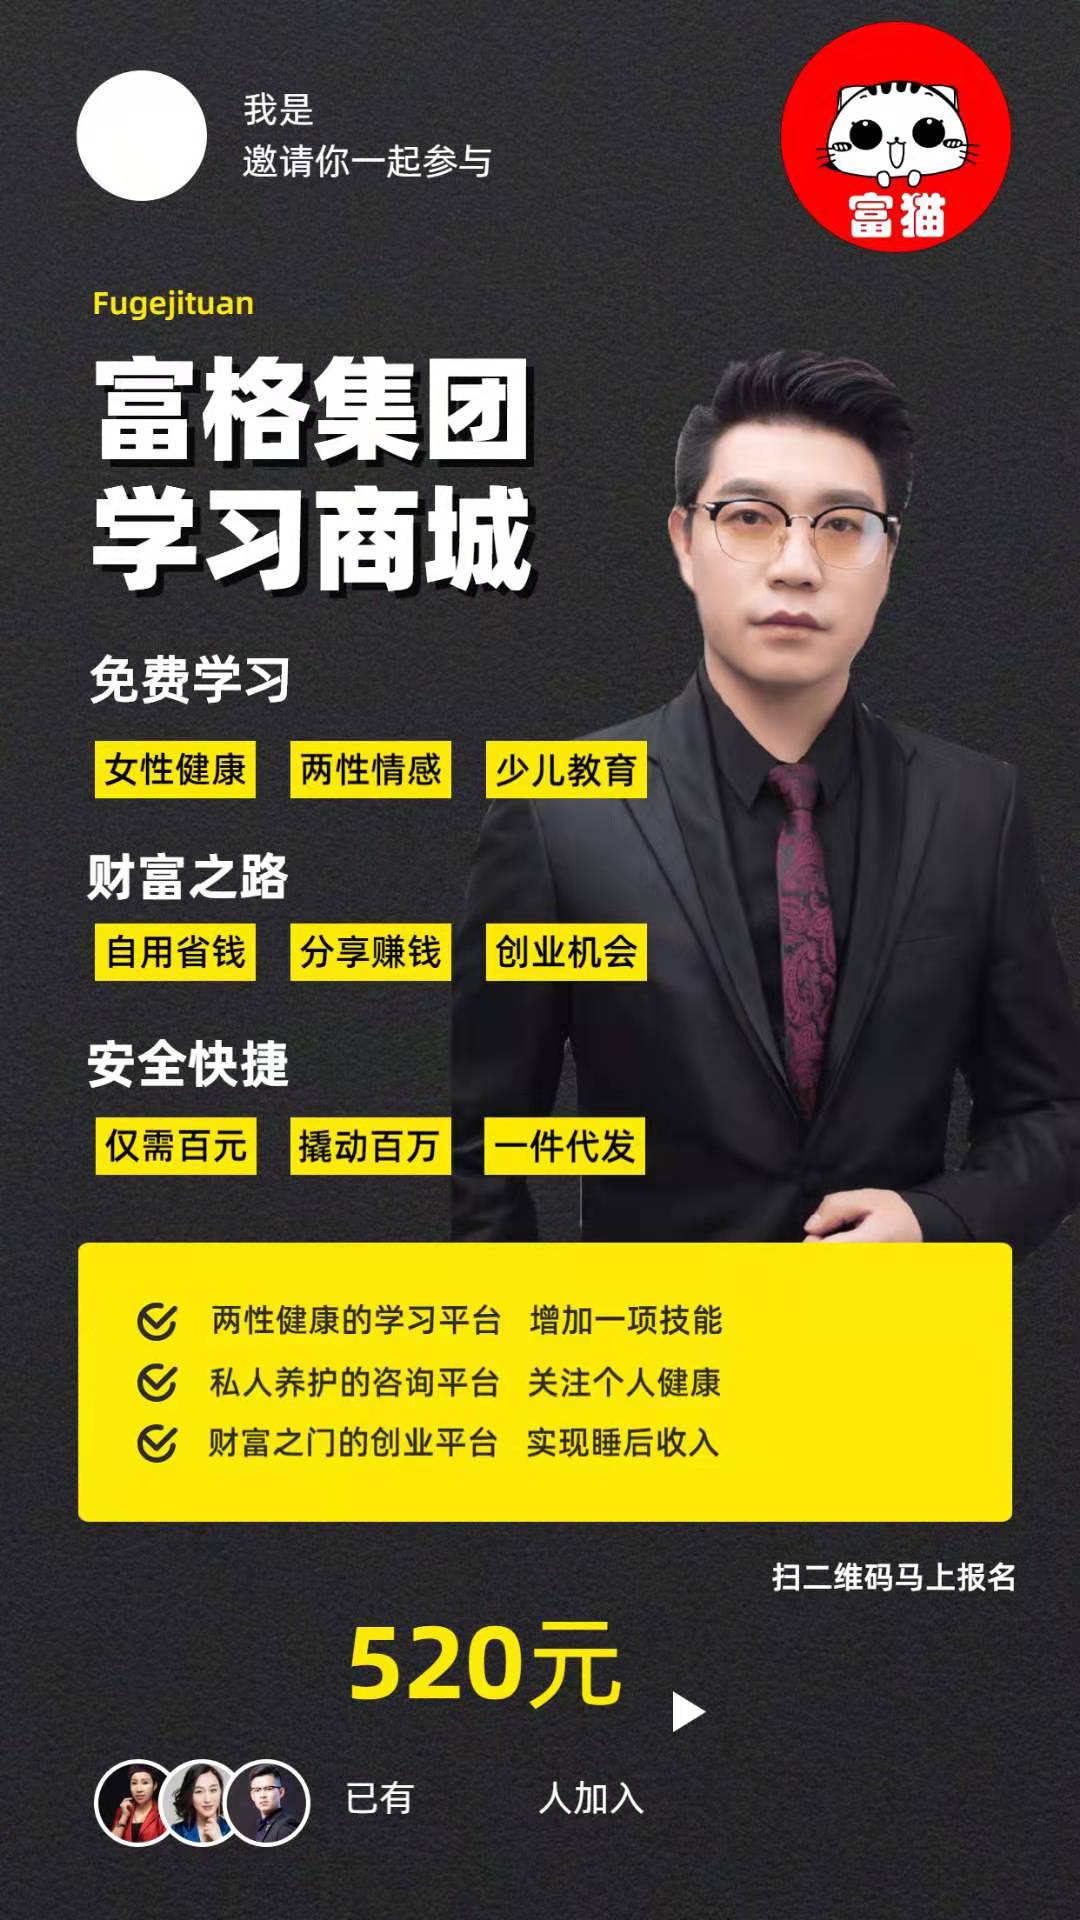 我是
邀请你一起参与
富猫
Fugejituan
富格集团
学习商城
免费学习
女性健康 两性情感 少儿教育
财富之路
自用省钱 分享赚钱 创业机会
安全快捷
仅需百元 撬动百万 一件代发
两性健康的学习平台 增加一项技能
私人养护的咨询平台 关注个人健康
财富之门的创业平台 实现睡后收入
扫二维码马上报名
520元
已有 人加入